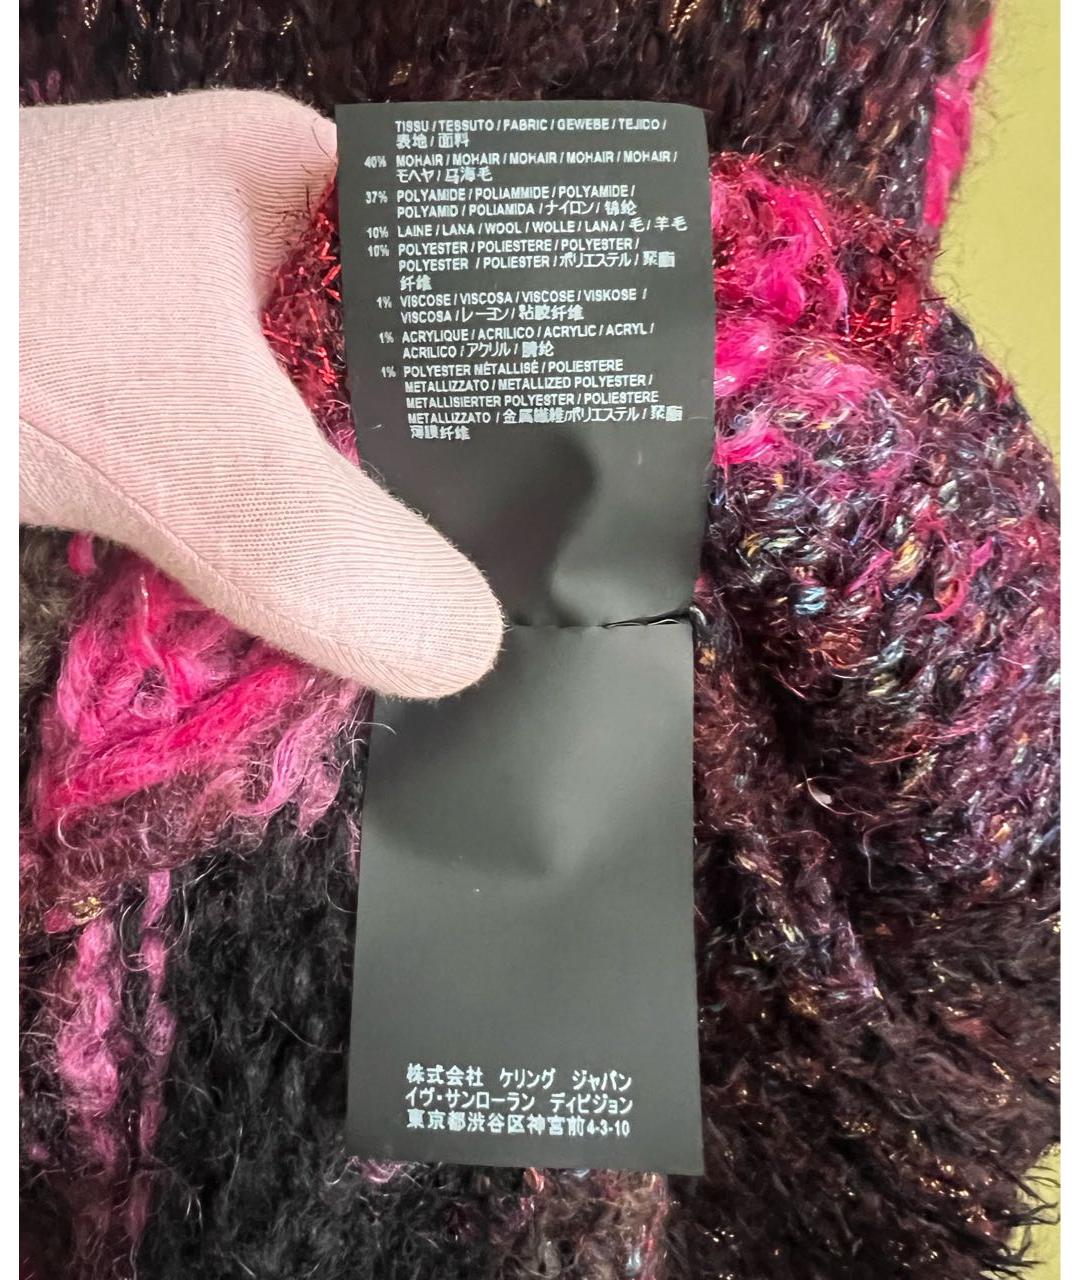 TISSU / TESSUTO / FABRIC / GEWEBE / TEJIDO /
表地 / 面料
40% MOHAIR / MOHAIR / MOHAIR / MOHAIR / MOHAIR /
モヘヤ / 马海毛
37% POLYAMIDE / POLIAMMIDE / POLYAMIDE /
POLYAMID / POLIAMIDA / ナイロン / 锦纶
10% LAINE / LANA / WOOL / WOLLE / LANA / 毛 / 羊毛
10% POLYESTER / POLIESTERE / POLYESTER /
POLYESTER / POLIESTER / ポリエステル / 聚酯
纤维
1% VISCOSE / VISCOSA / VISCOSE / VISKOSE /
VISCOSA / レーヨン / 粘胶纤维
1% ACRYLIQUE / ACRILICO / ACRYLIC / ACRYL /
ACRILICO / アクリル / 腈纶
1% POLYESTER MÉTALLISÉ / POLIESTERE
METALLIZZATO / METALLIZED POLYESTER /
METALLISIERTER POLYESTER / POLIESTERE
METALLIZZATO / 金属繊維/ポリエステル / 聚酯
薄膜纤维
株式会社 ケリング ジャパン
イヴ・サンローラン ディビジョン
東京都渋谷区神宮前4-3-10